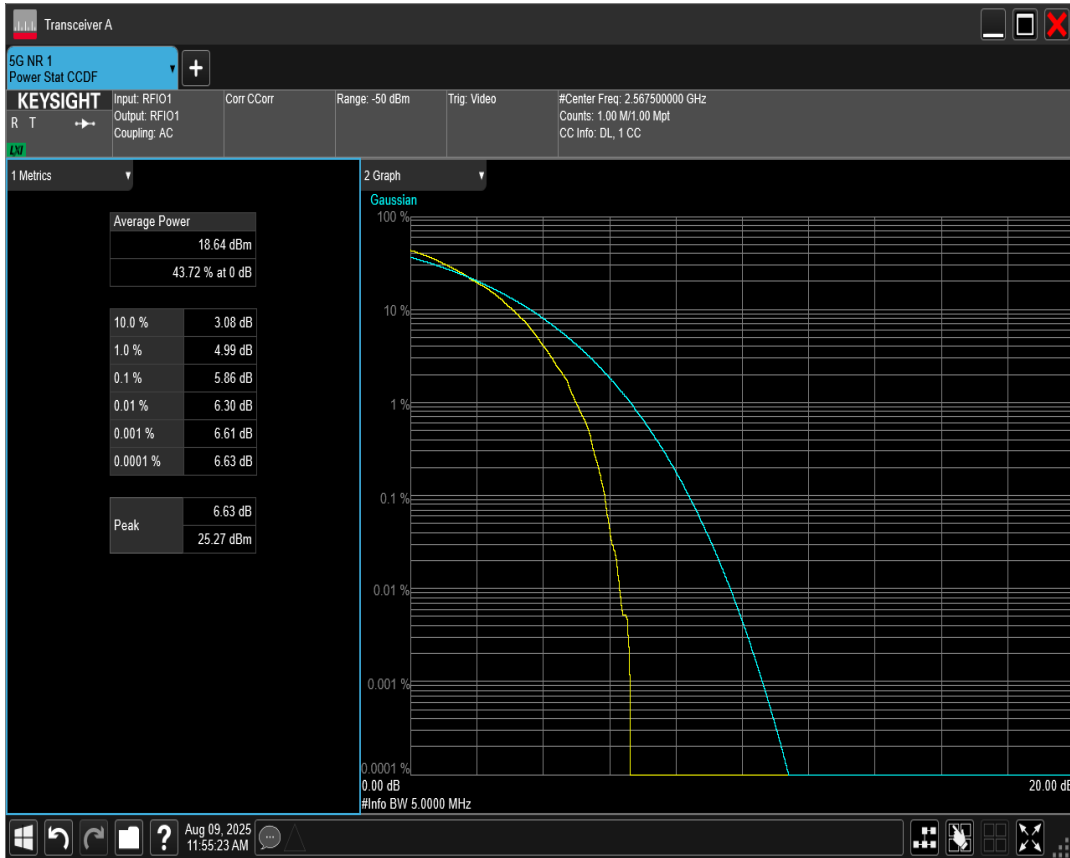 Transceiver A
5G NR 1
Power Stat CCDF
+
KEYSIGHT
R T
LXI
Input: RFIO1
Output: RFIO1
Coupling: AC
Corr CCorr
Range: -50 dBm
Trig: Video
#Center Freq: 2.567500000 GHz
Counts: 1.00 M/1.00 Mpt
CC Info: DL, 1 CC
1 Metrics
Average Power
18.64 dBm
43.72 % at 0 dB
10.0 % 3.08 dB
1.0 % 4.99 dB
0.1 % 5.86 dB
0.01 % 6.30 dB
0.001 % 6.61 dB
0.0001 % 6.63 dB
Peak 6.63 dB
25.27 dBm
2 Graph
Gaussian
100 %
10 %
1 %
0.1 %
0.01 %
0.001 %
0.0001 %
0.00 dB 20.00 dB
#Info BW 5.0000 MHz
?
Aug 09, 2025
11:55:23 AM